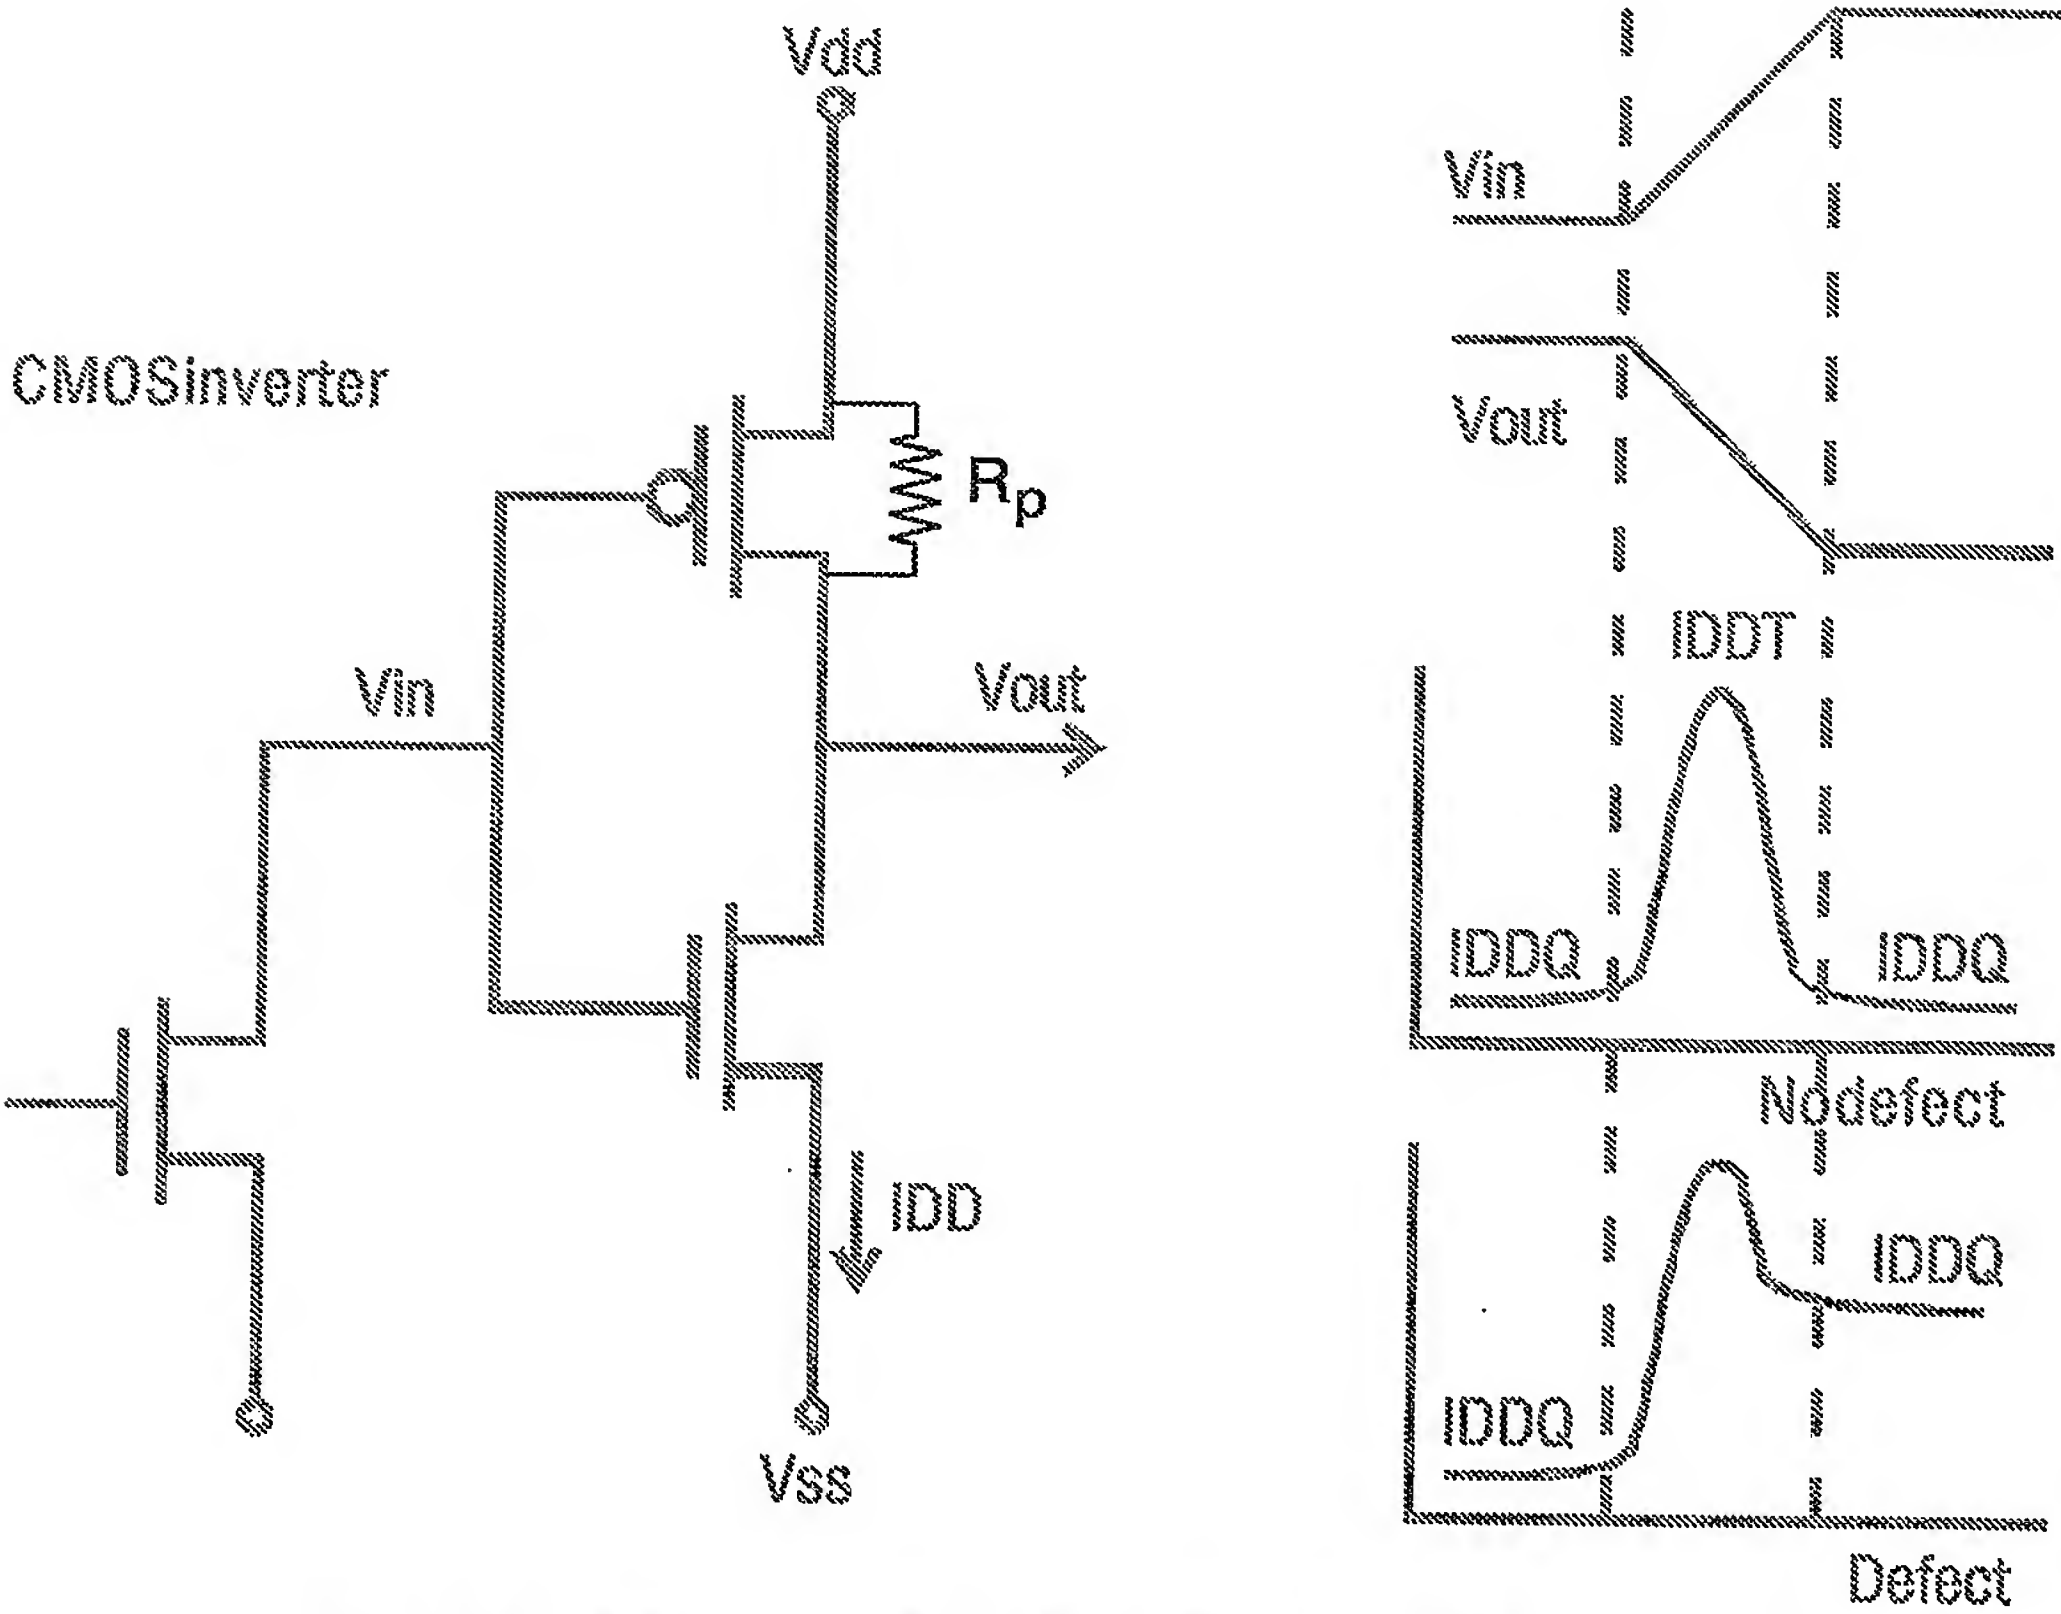 Vdd
CMOSinverter
Rp
Vin
Vout
IDD
Vss
Vin
Vout
IDDT
IDDQ
IDDQ
Nodefect
IDDQ
IDDQ
Defect